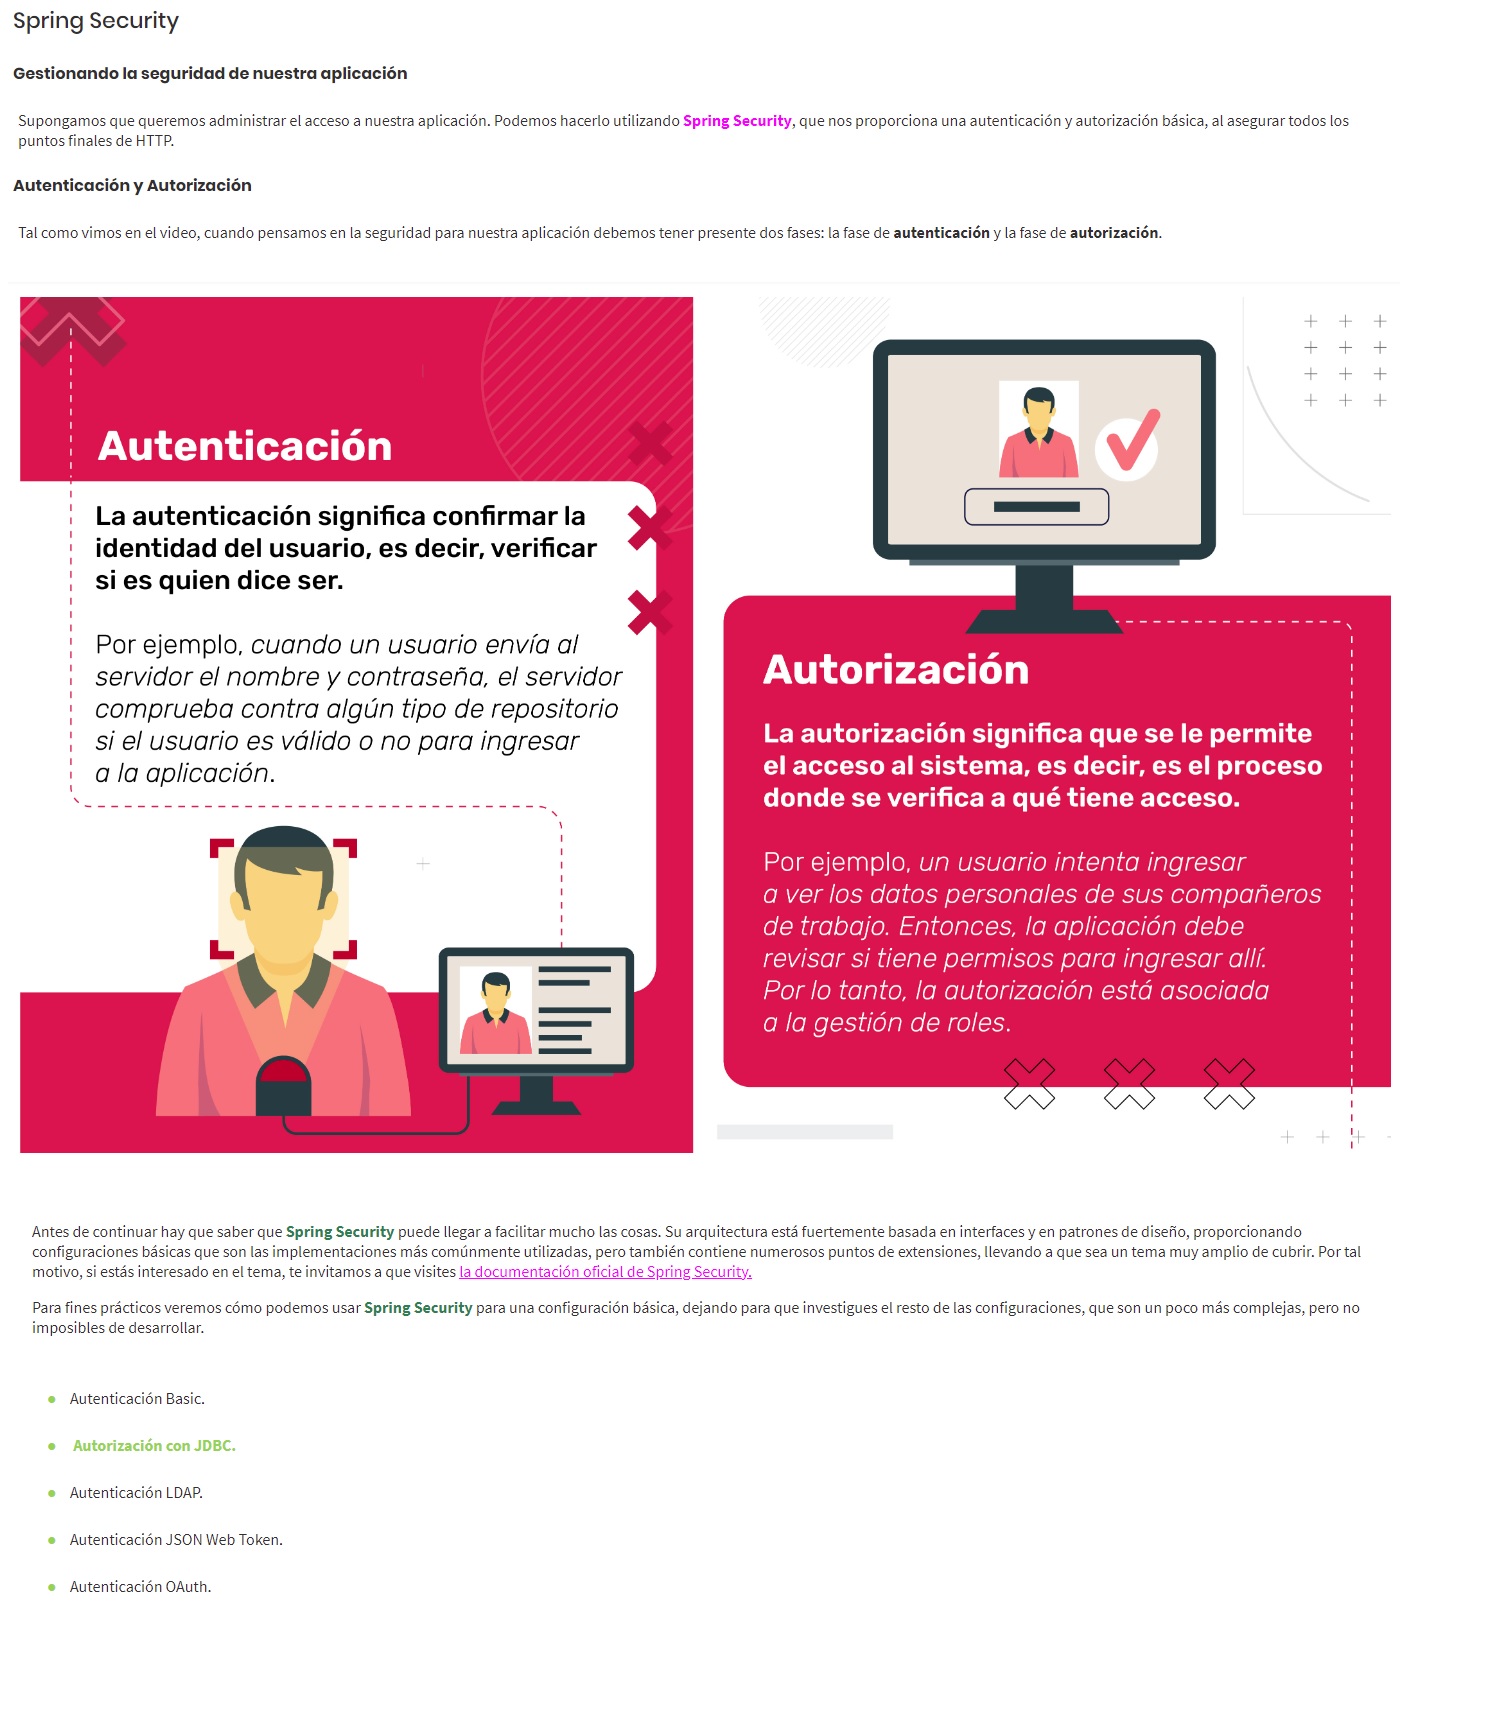 Spring Security
Gestionando la seguridad de nuestra aplicación
Supongamos que queremos administrar el acceso a nuestra aplicación. Podemos hacerlo utilizando Spring Security, que nos proporciona una autenticación y autorización básica, al asegurar todos los
puntos finales de HTTP.
Autenticación y Autorización
Tal como vimos en el video, cuando pensamos en la seguridad para nuestra aplicación debemos tener presente dos fases: la fase de autenticación y la fase de autorización.
Autenticación
La autenticación significa confirmar la
identidad del usuario, es decir, verificar
si es quien dice ser.
Por ejemplo, cuando un usuario envía al
servidor el nombre y contraseña, el servidor
comprueba contra algún tipo de repositorio
si el usuario es válido o no para ingresar
a la aplicación.
Autorización
La autorización significa que se le permite
el acceso al sistema, es decir, es el proceso
donde se verifica a qué tiene acceso.
Por ejemplo, un usuario intenta ingresar
a ver los datos personales de sus compañeros
de trabajo. Entonces, la aplicación debe
revisar si tiene permisos para ingresar allí.
Por lo tanto, la autorización está asociada
a la gestión de roles.
Antes de continuar hay que saber que Spring Security puede llegar a facilitar mucho las cosas. Su arquitectura está fuertemente basada en interfaces y en patrones de diseño, proporcionando
configuraciones básicas que son las implementaciones más comúnmente utilizadas, pero también contiene numerosos puntos de extensiones, llevando a que sea un tema muy amplio de cubrir. Por tal
motivo, si estás interesado en el tema, te invitamos a que visites la documentación oficial de Spring Security.
Para fines prácticos veremos cómo podemos usar Spring Security para una configuración básica, dejando para que investigues el resto de las configuraciones, que son un poco más complejas, pero no
imposibles de desarrollar.
Autenticación Basic.
Autorización con JDBC.
Autenticación LDAP.
Autenticación JSON Web Token.
Autenticación OAuth.